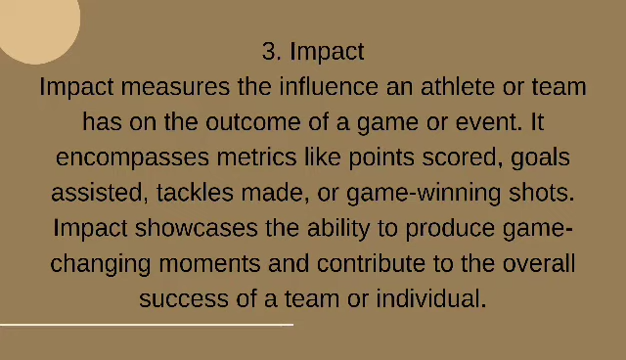 3. Impact
Impact measures the influence an athlete or team
has on the outcome of a game or event. It
encompasses metrics like points scored, goals
assisted, tackles made, or game-winning shots.
Impact showcases the ability to produce game-
changing moments and contribute to the overall
success of a team or individual.